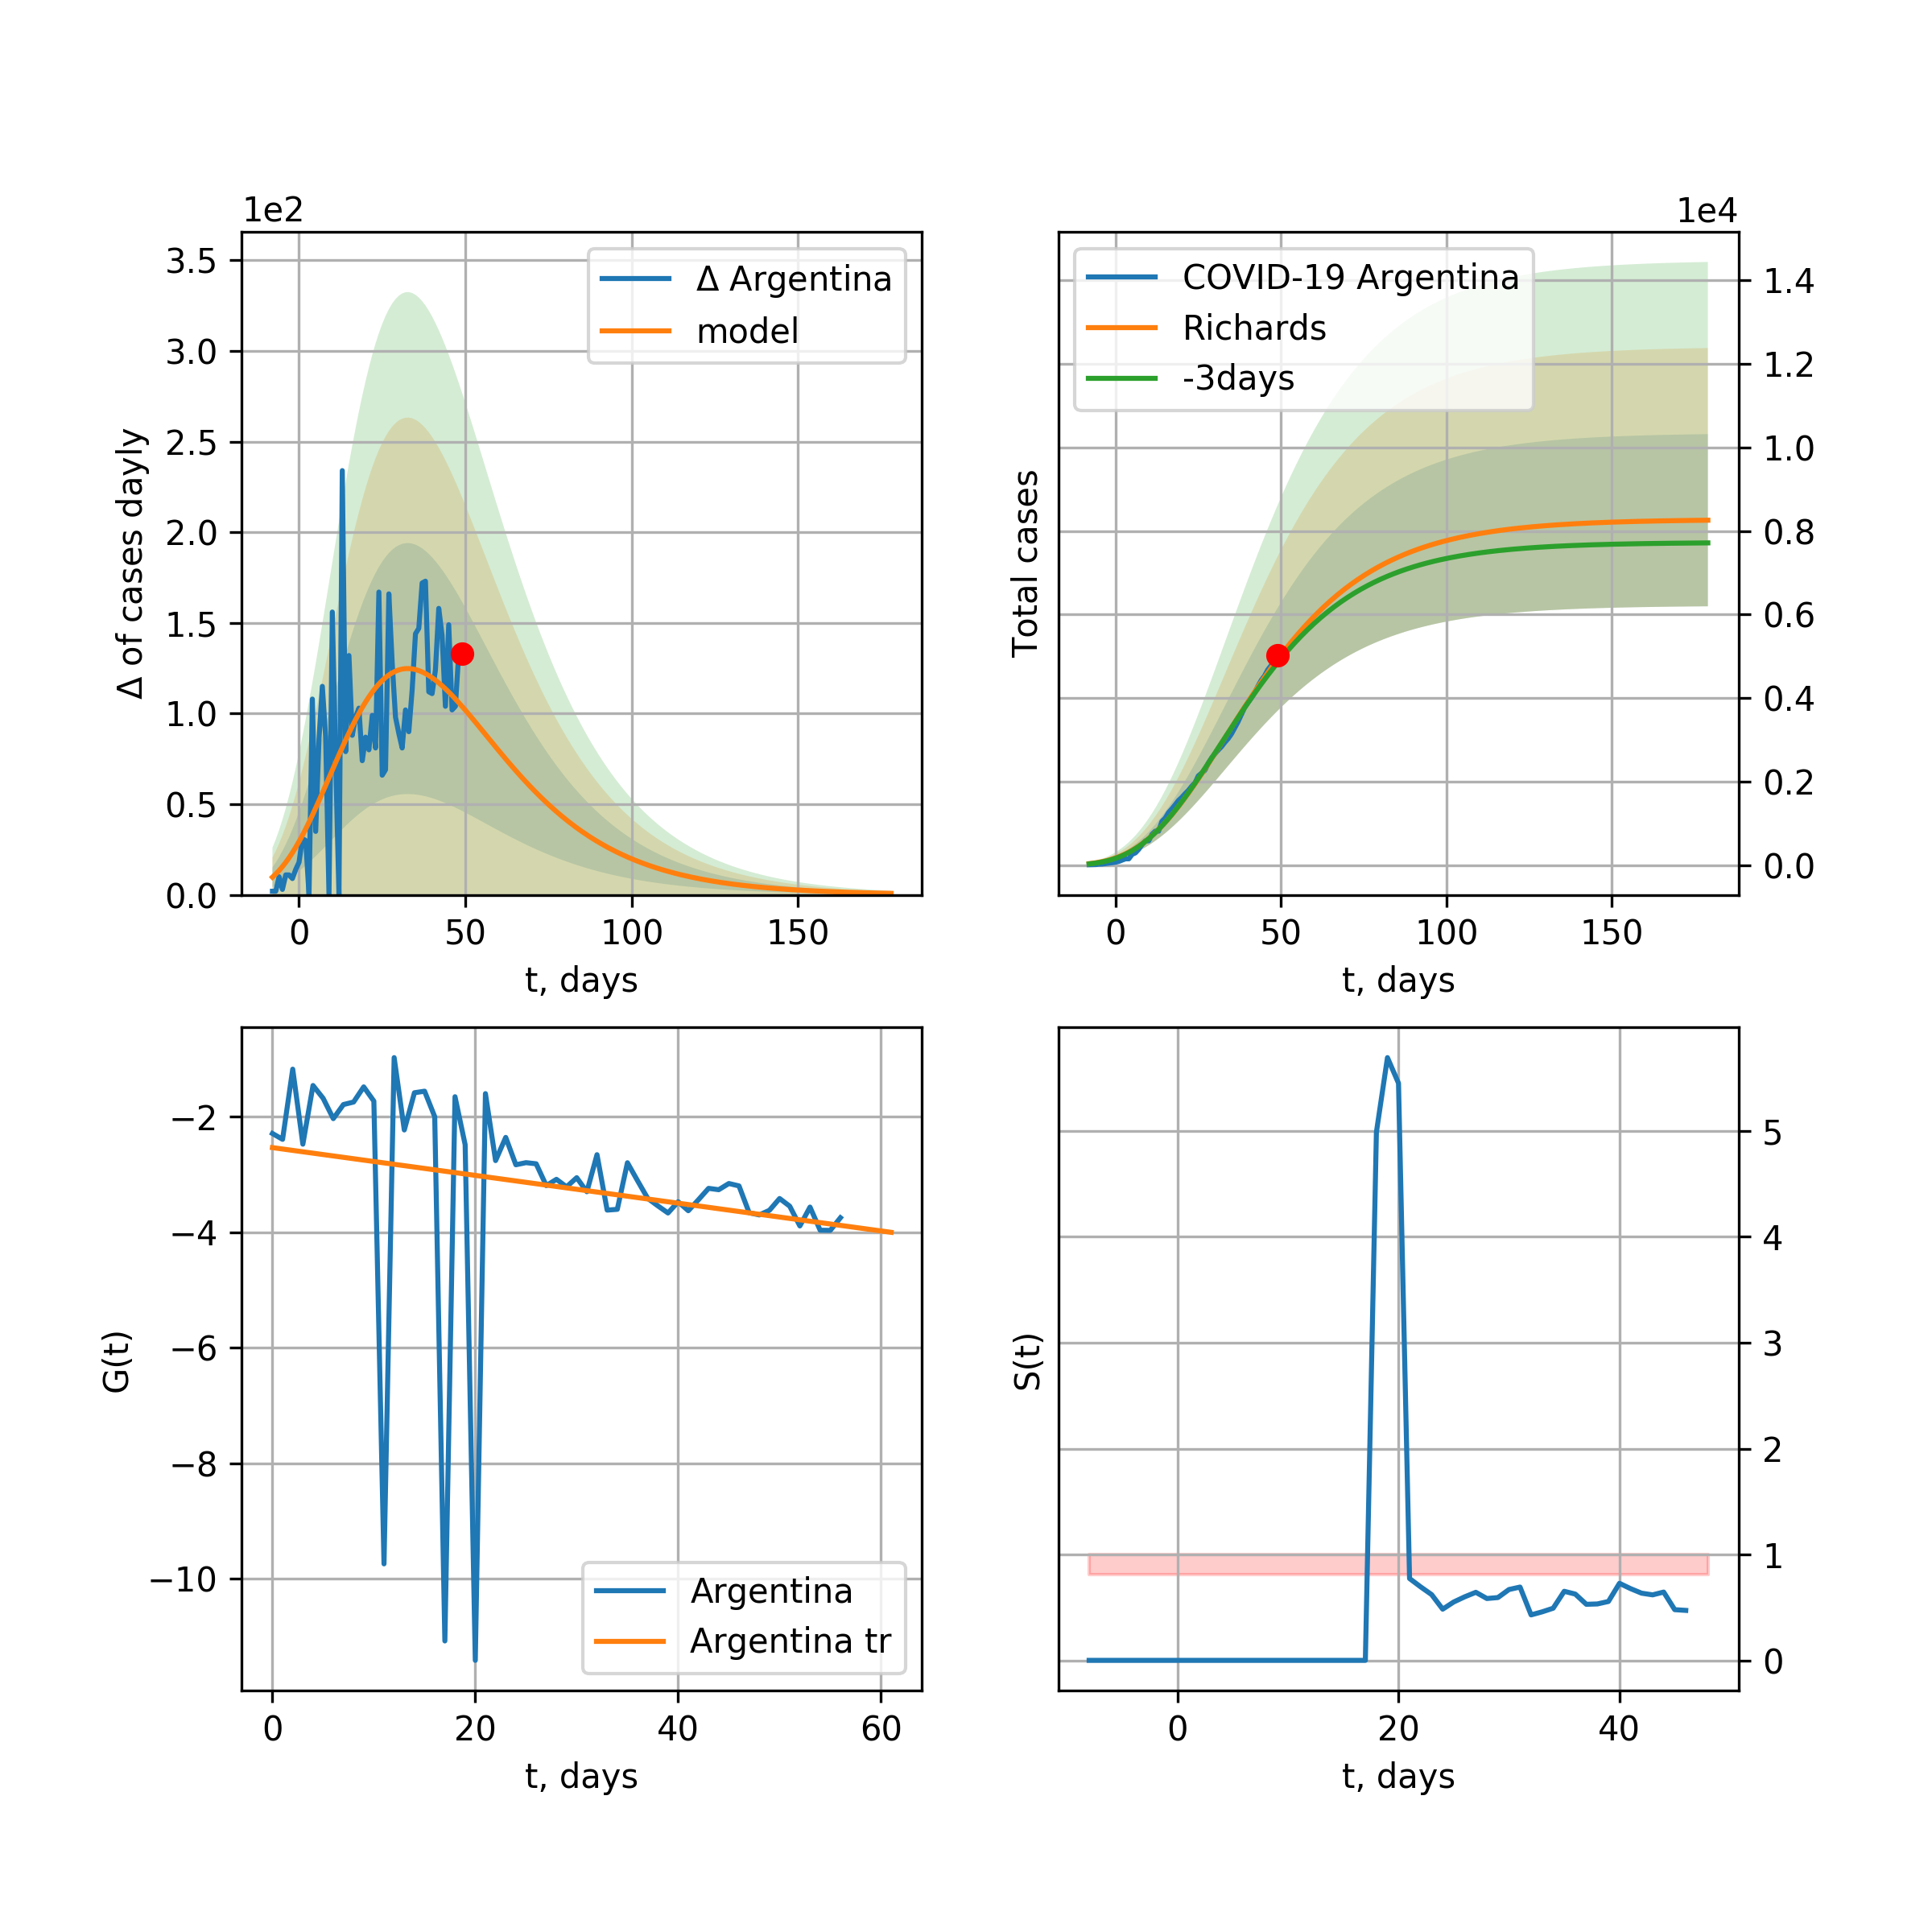 1e2
3.5
3.0
2.5
2.0
1.5
1.0
0.5
0.0
Δ of cases dayly
Δ Argentina
model
0 50 100 150
t, days
1e4
1.4
1.2
1.0
0.8
0.6
0.4
0.2
0.0
Total cases
COVID-19 Argentina
Richards
-3days
0 50 100 150
t, days
−2
−4
−6
−8
−10
G(t)
Argentina
Argentina tr
0 20 40 60
t, days
5
4
3
2
1
0
S(t)
0 20 40
t, days